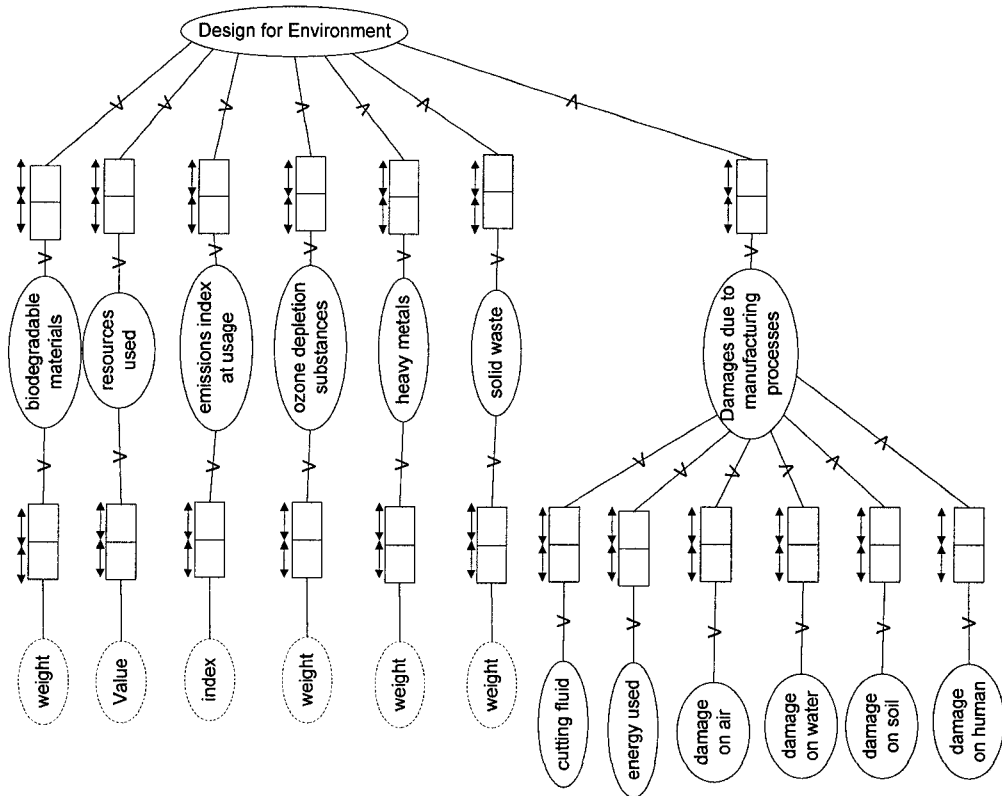 Design for Environment
biodegradable
materials
resources
used
emissions index
at usage
ozone depletion
substances
heavy metals
solid waste
Damages due to
manufacturing
processes
weight
Value
index
weight
weight
weight
cutting fluid
energy used
damage
on air
damage
on water
damage
on soil
damage
on human